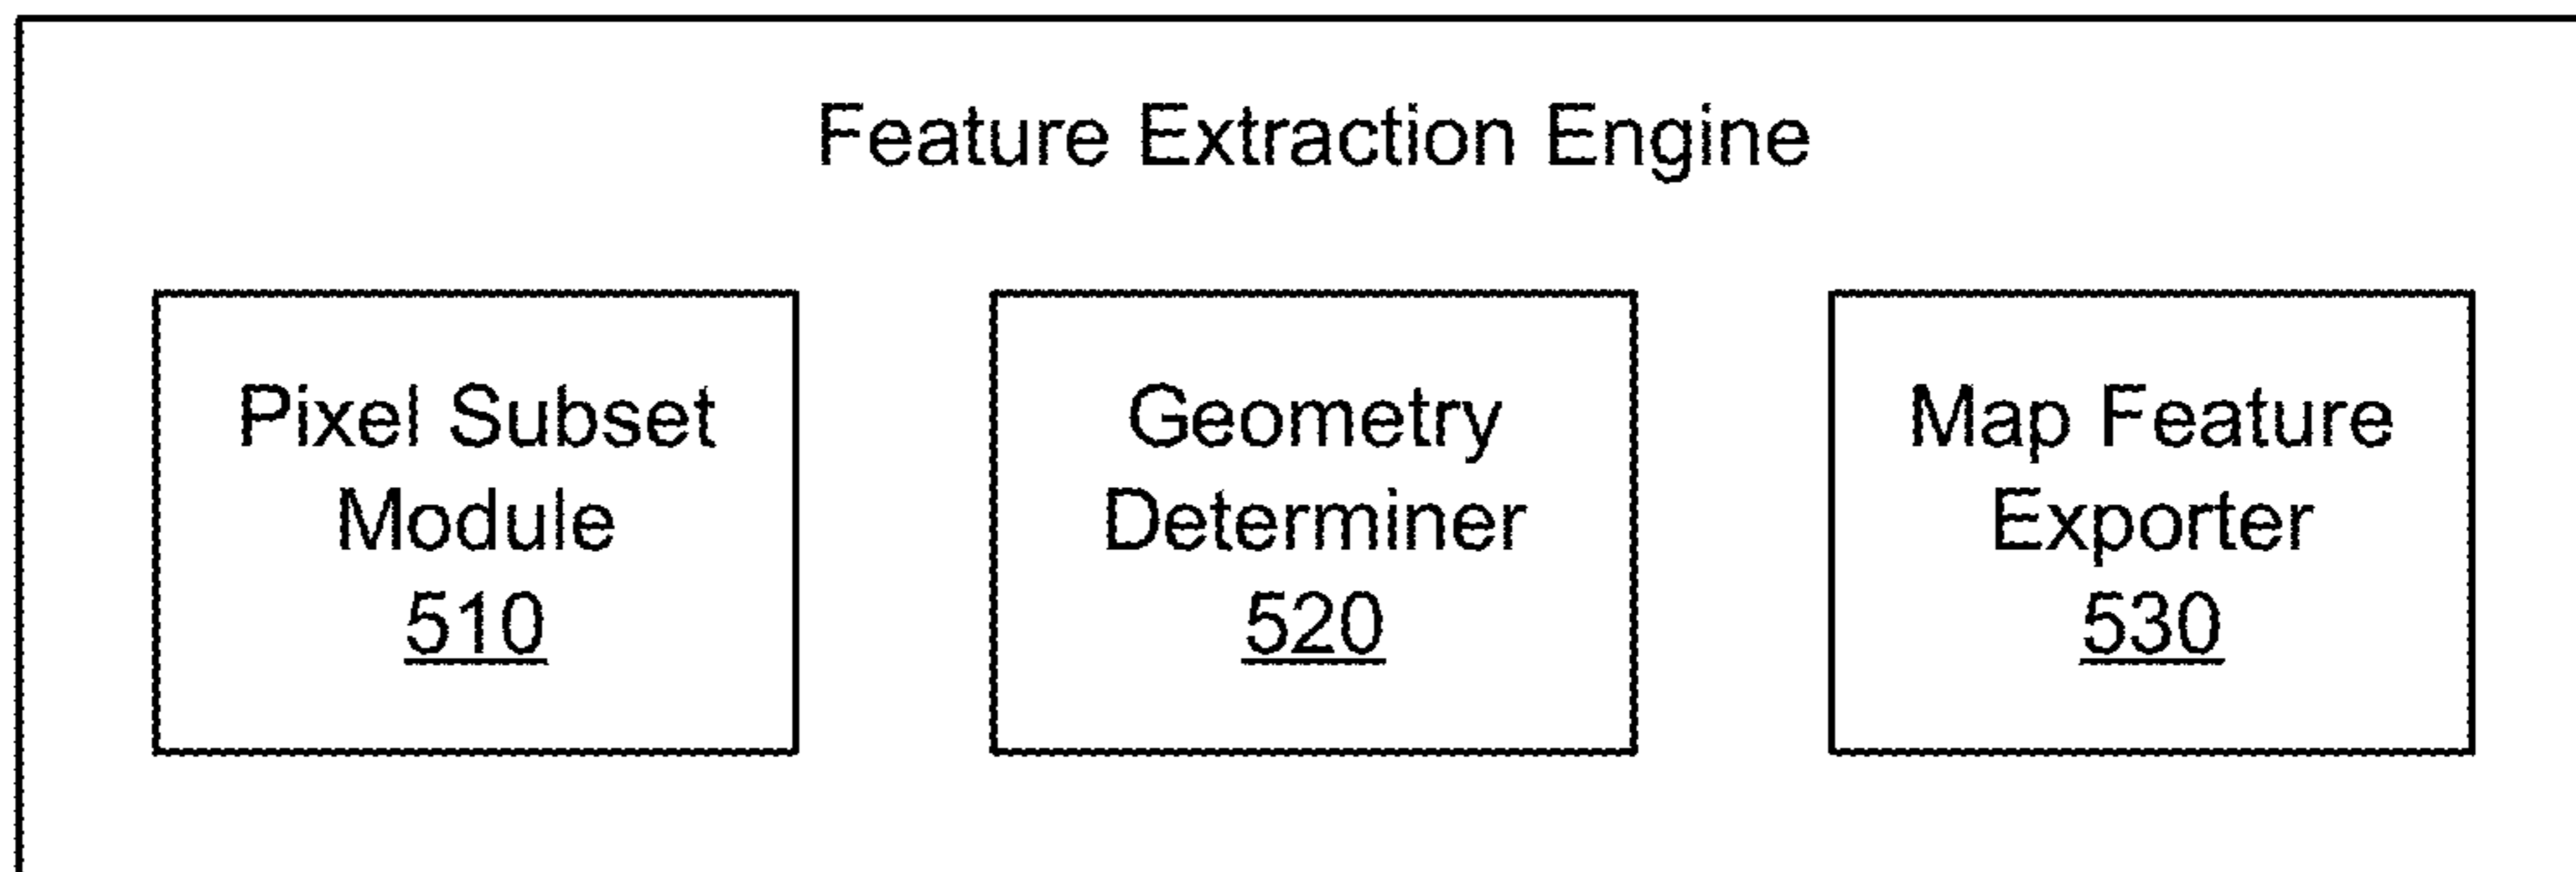 Feature Extraction Engine
Pixel Subset
Module
510
Geometry
Determiner
520
Map Feature
Exporter
530